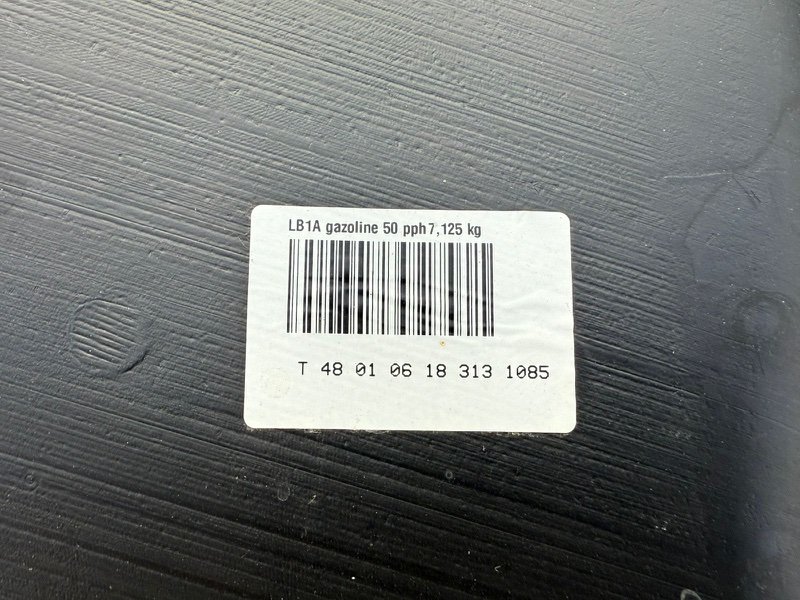 LB1A gazoline 50 pph 7,125 kg
T 48 01 06 18 313 1085